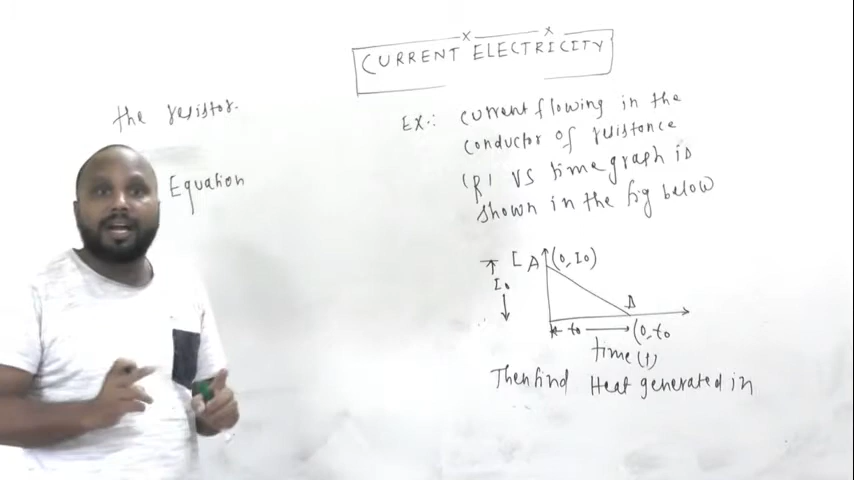 CURRENT ELECTRICITY
the resistor.
Equation
Ex.: current flowing in the
conductor of resistance
'R' VS time graph is
shown in the fig below
I A (0, I0)
I0
B
t0 (0, t0
time (t)
Then find Heat generated in